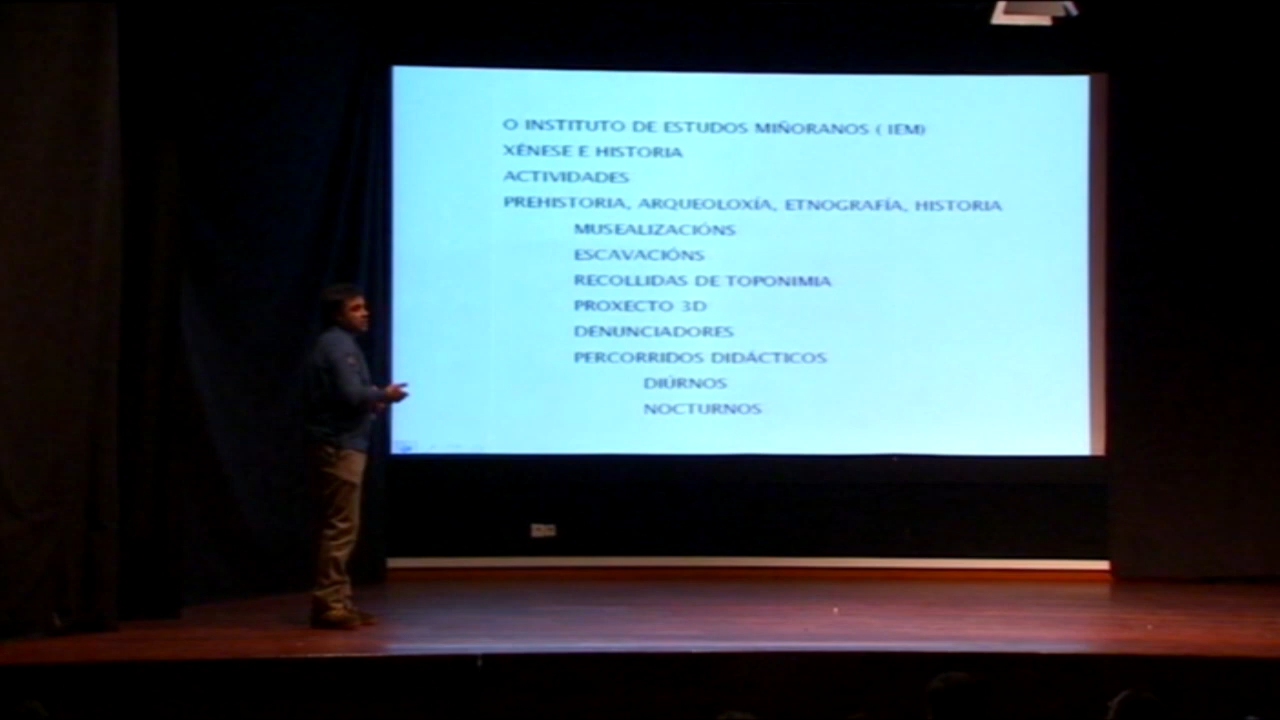 O INSTITUTO DE ESTUDOS MIÑORANOS ( IEM)
XÉNESE E HISTORIA
ACTIVIDADES
PREHISTORIA, ARQUEOLOXÍA, ETNOGRAFÍA, HISTORIA
MUSEALIZACIÓNS
ESCAVACIÓNS
RECOLLIDAS DE TOPONIMIA
PROXECTO 3D
DENUNCIADORES
PERCORRIDOS DIDÁCTICOS
DIÚRNOS
NOCTURNOS